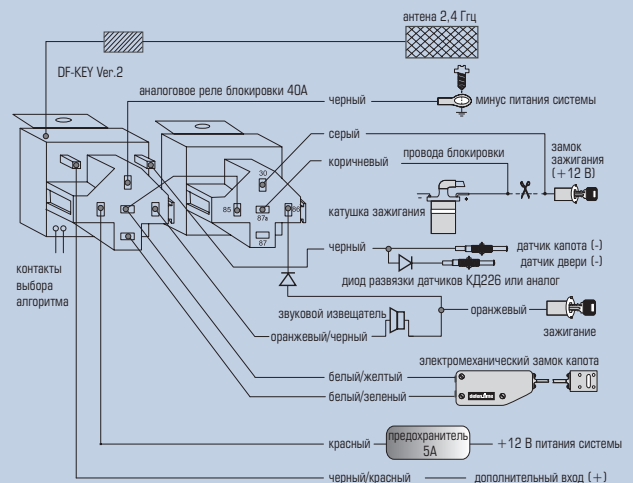 антена 2,4 Ггц
DF-KEY Ver.2
аналоговое реле блокировки 40А
черный
минус питания системы
серый
коричневый
провода блокировки
замок
зажигания
(+12 В)
30
85
87а
86
87
катушка зажигания
+
черный
датчик капота (-)
датчик двери (-)
диод развязки датчиков КД226 или аналог
контакты
выбора
алгоритма
звуковой извещатель
оранжевый
оранжевый/черный
зажигание
электромеханический замок капота
белый/желтый
белый/зеленый
красный
предохранитель
5А
+12 В питания системы
черный/красный
дополнительный вход (+)